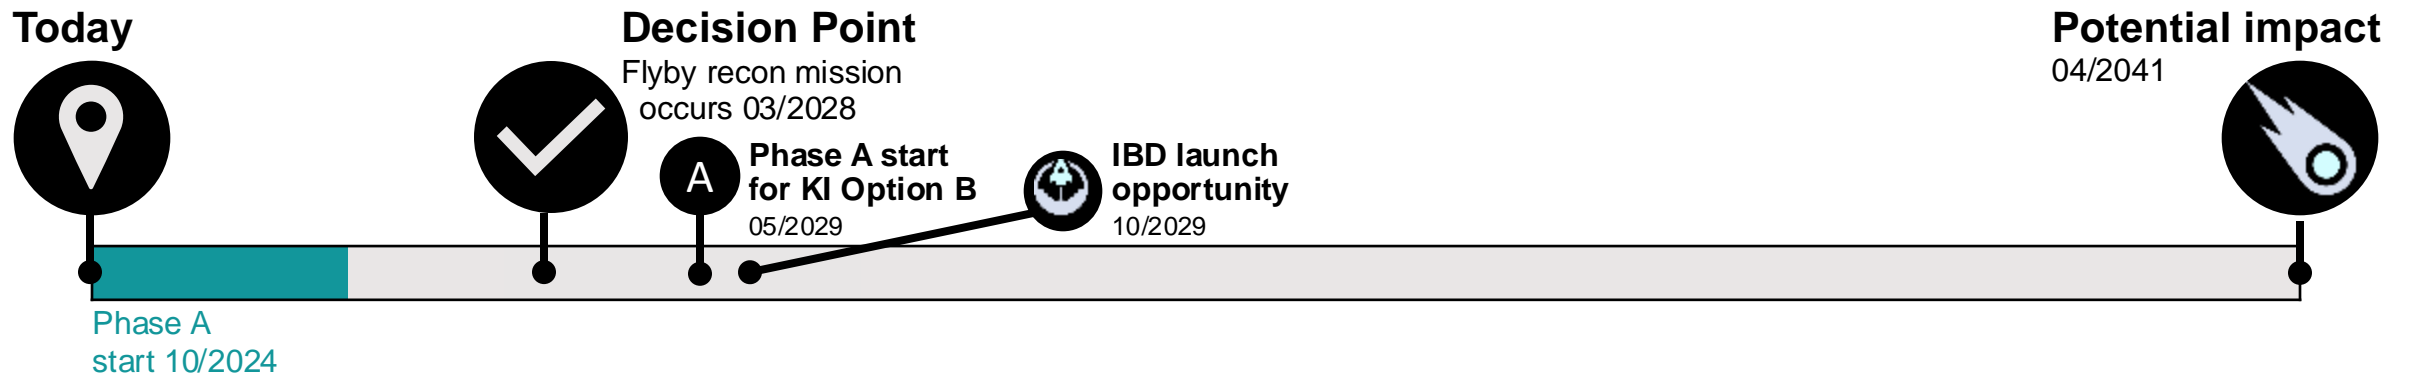 Today
Decision Point
Flyby recon mission
occurs 03/2028
A
Phase A start
for KI Option B
05/2029
IBD launch
opportunity
10/2029
Potential impact
04/2041
Phase A
start 10/2024